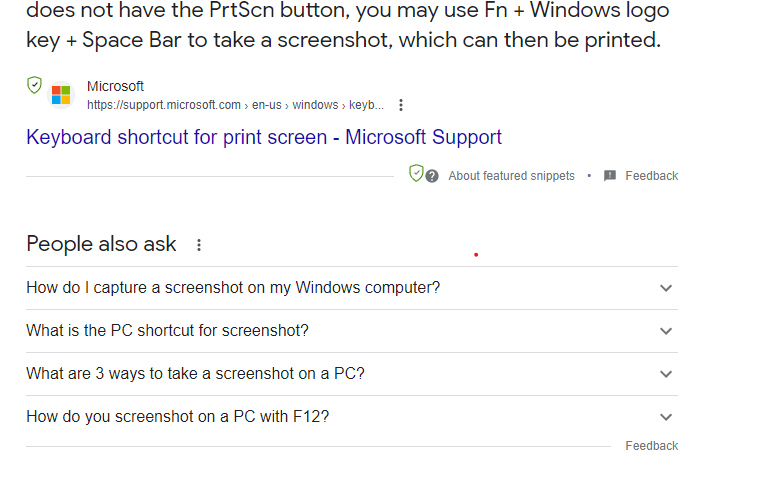 does not have the PrtScn button, you may use Fn + Windows logo
key + Space Bar to take a screenshot, which can then be printed.
Microsoft
https://support.microsoft.com › en-us › windows › keyb...
Keyboard shortcut for print screen - Microsoft Support
About featured snippets • Feedback
People also ask
How do I capture a screenshot on my Windows computer?
What is the PC shortcut for screenshot?
What are 3 ways to take a screenshot on a PC?
How do you screenshot on a PC with F12?
Feedback